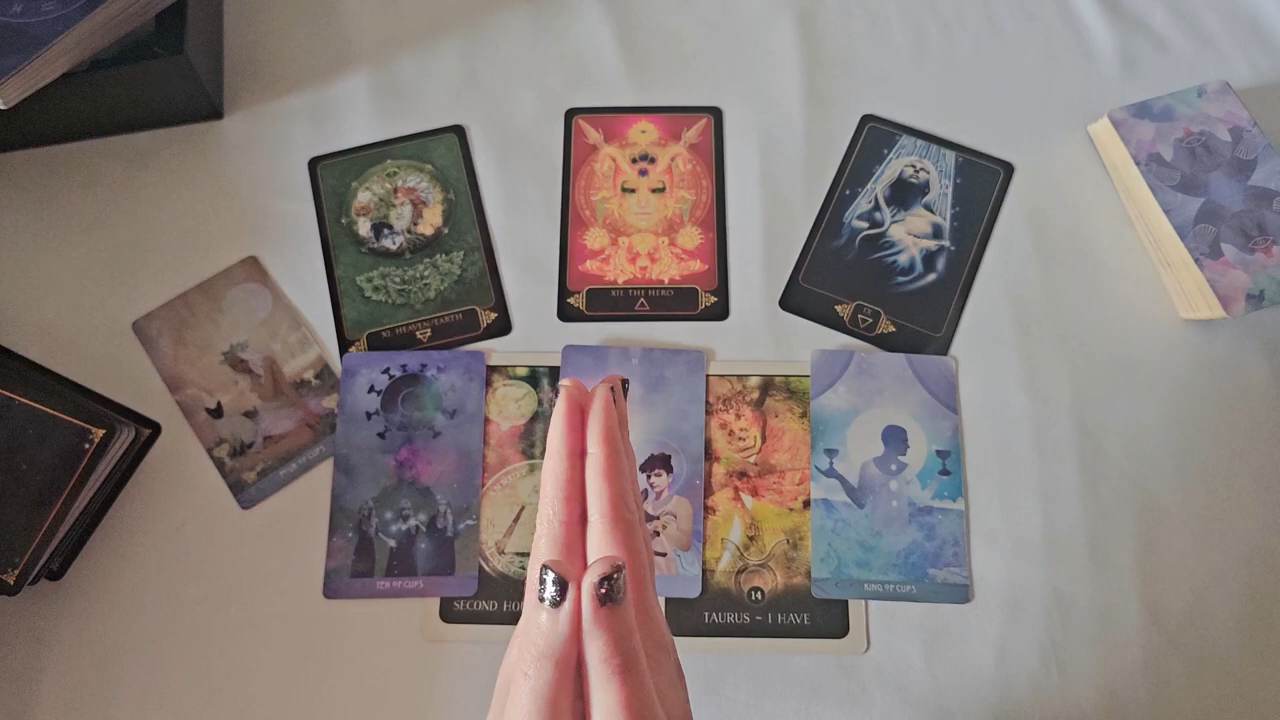 XI. HEAVEN/EARTH
XII. THE HERO
IX
TEN OF CUPS
SECOND HO
14
TAURUS ~ I HAVE
KING OF CUPS
OF CUPS